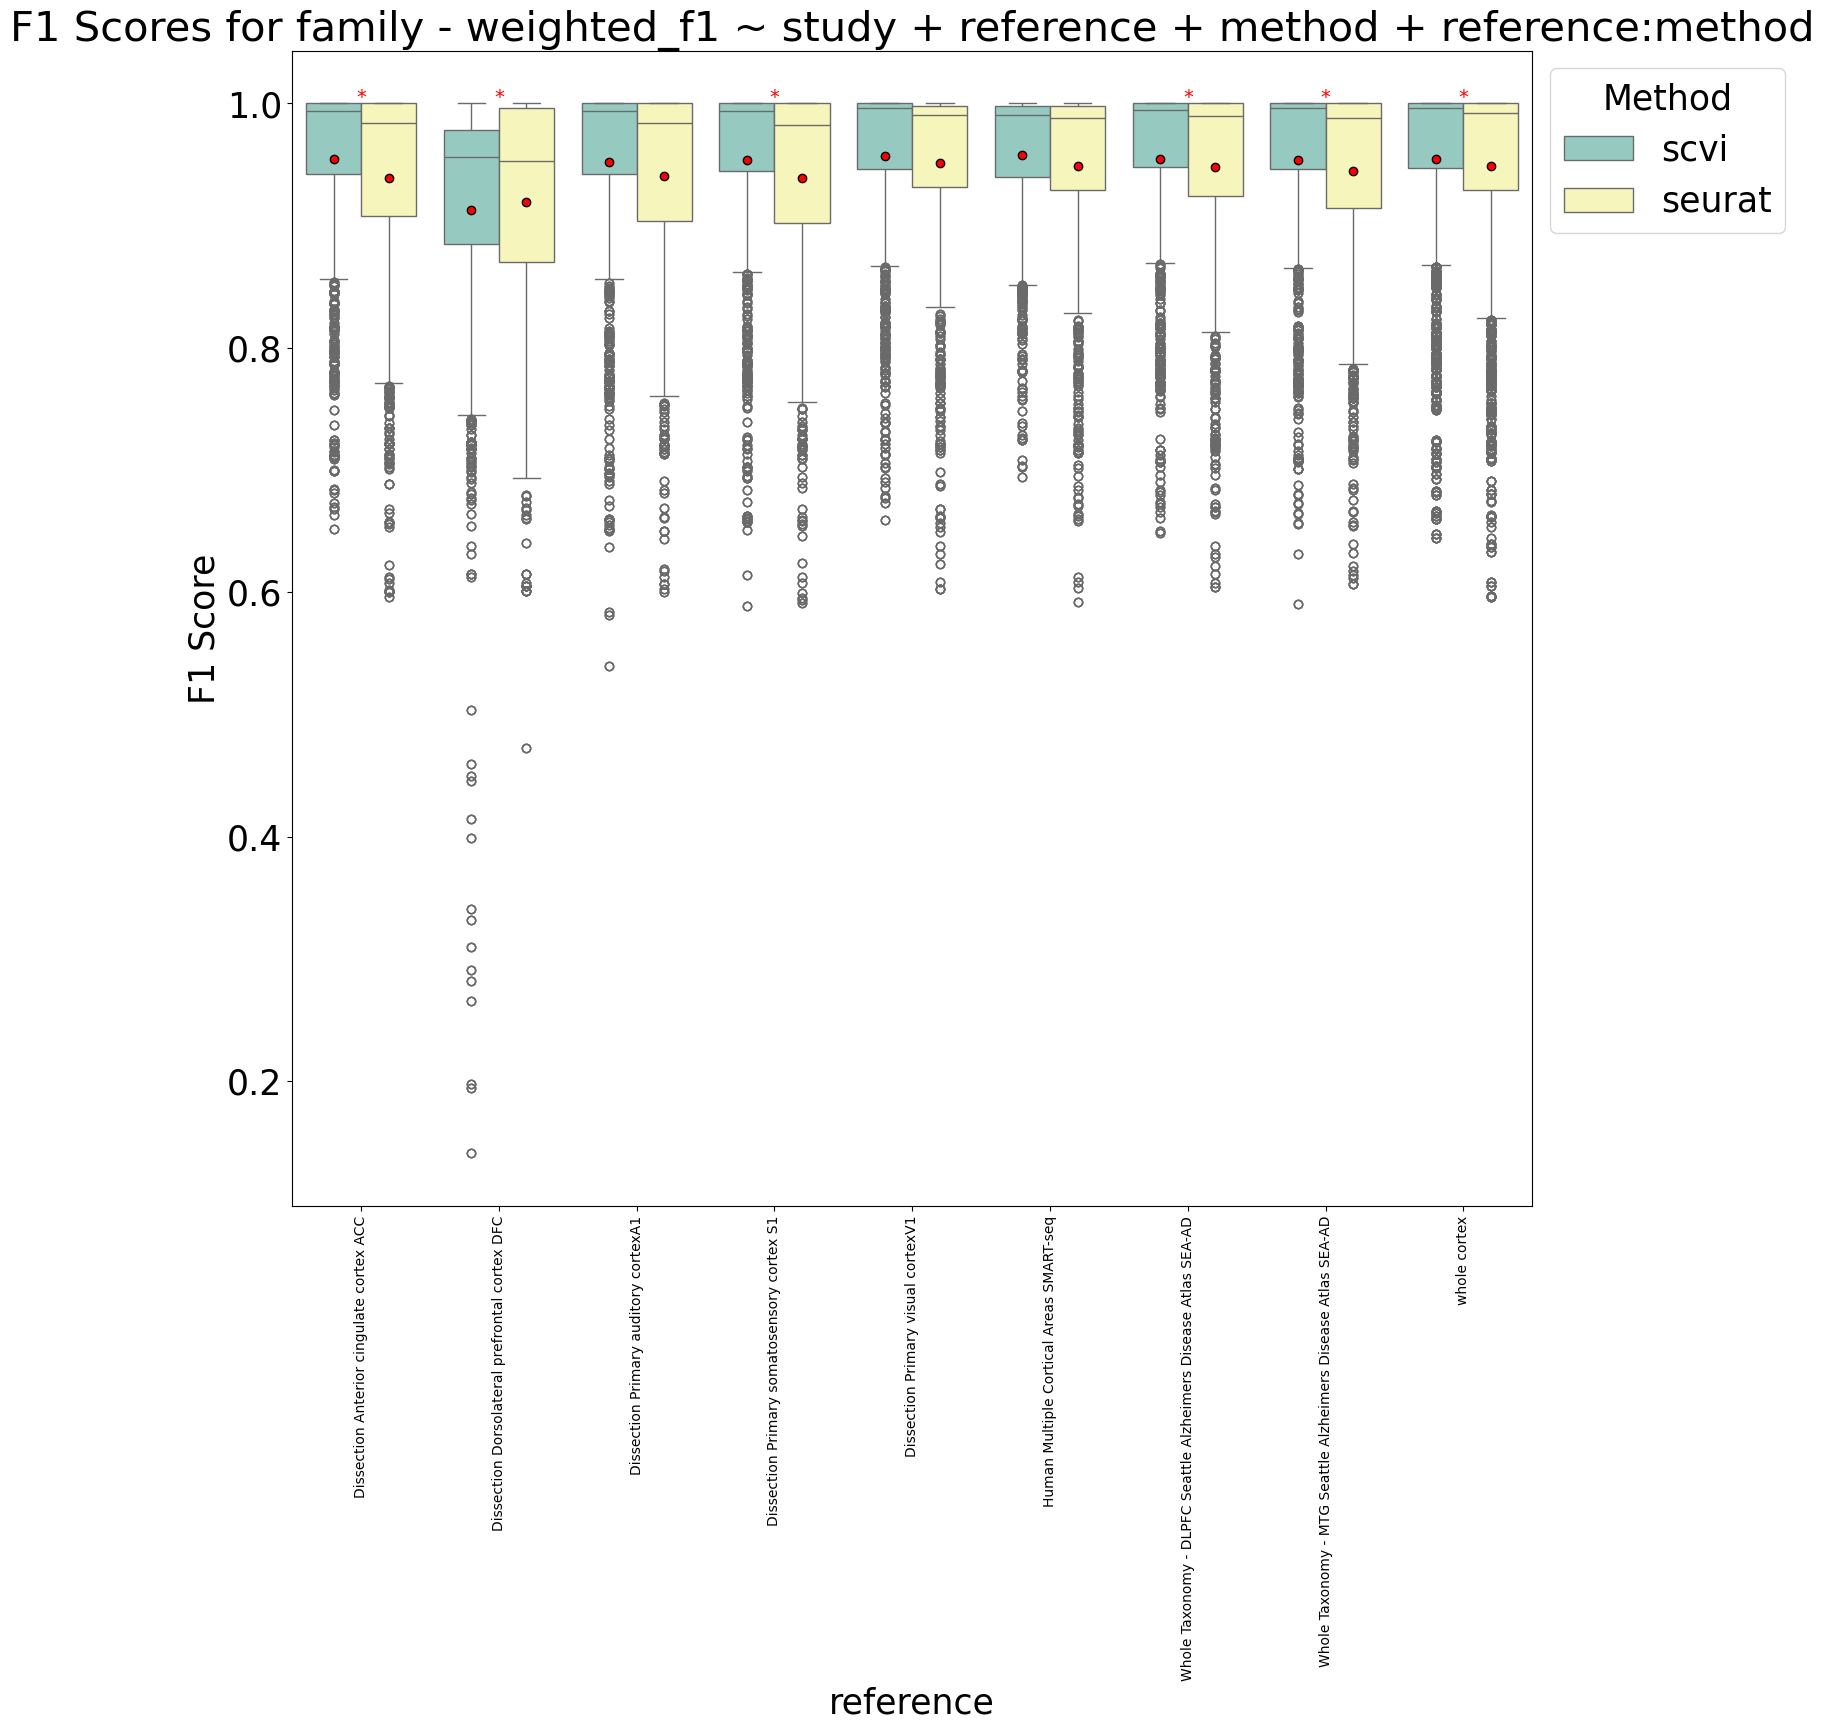 F1 Scores for family - weighted_f1 ~ study + reference + method + reference:method
Method
scvi
seurat
* * * * * *
1.0
0.8
0.6
0.4
0.2
F1 Score
Dissection Anterior cingulate cortex ACC
Dissection Dorsolateral prefrontal cortex DFC
Dissection Primary auditory cortexA1
Dissection Primary somatosensory cortex S1
Dissection Primary visual cortexV1
Human Multiple Cortical Areas SMART-seq
Whole Taxonomy - DLPFC Seattle Alzheimers Disease Atlas SEA-AD
Whole Taxonomy - MTG Seattle Alzheimers Disease Atlas SEA-AD
whole cortex
reference